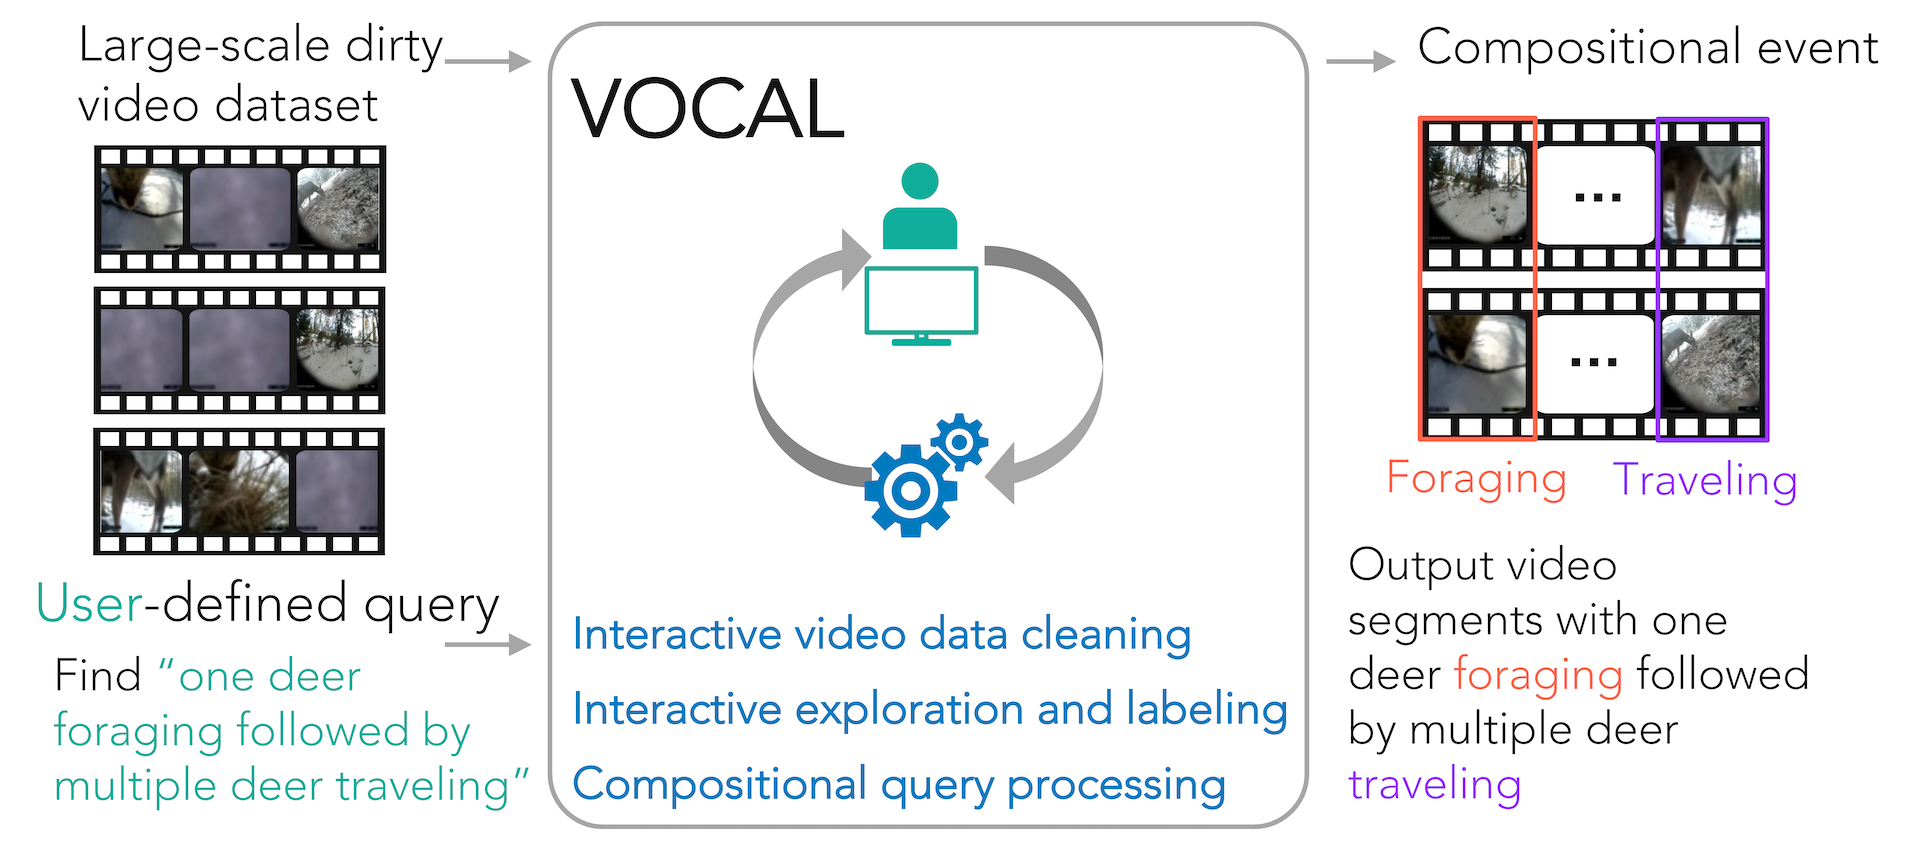 Large-scale dirty
video dataset
User-defined query
Find “one deer
foraging followed by
multiple deer traveling”
VOCAL
Interactive video data cleaning
Interactive exploration and labeling
Compositional query processing
Compositional event
...
...
Foraging
Traveling
Output video
segments with one
deer foraging followed
by multiple deer
traveling